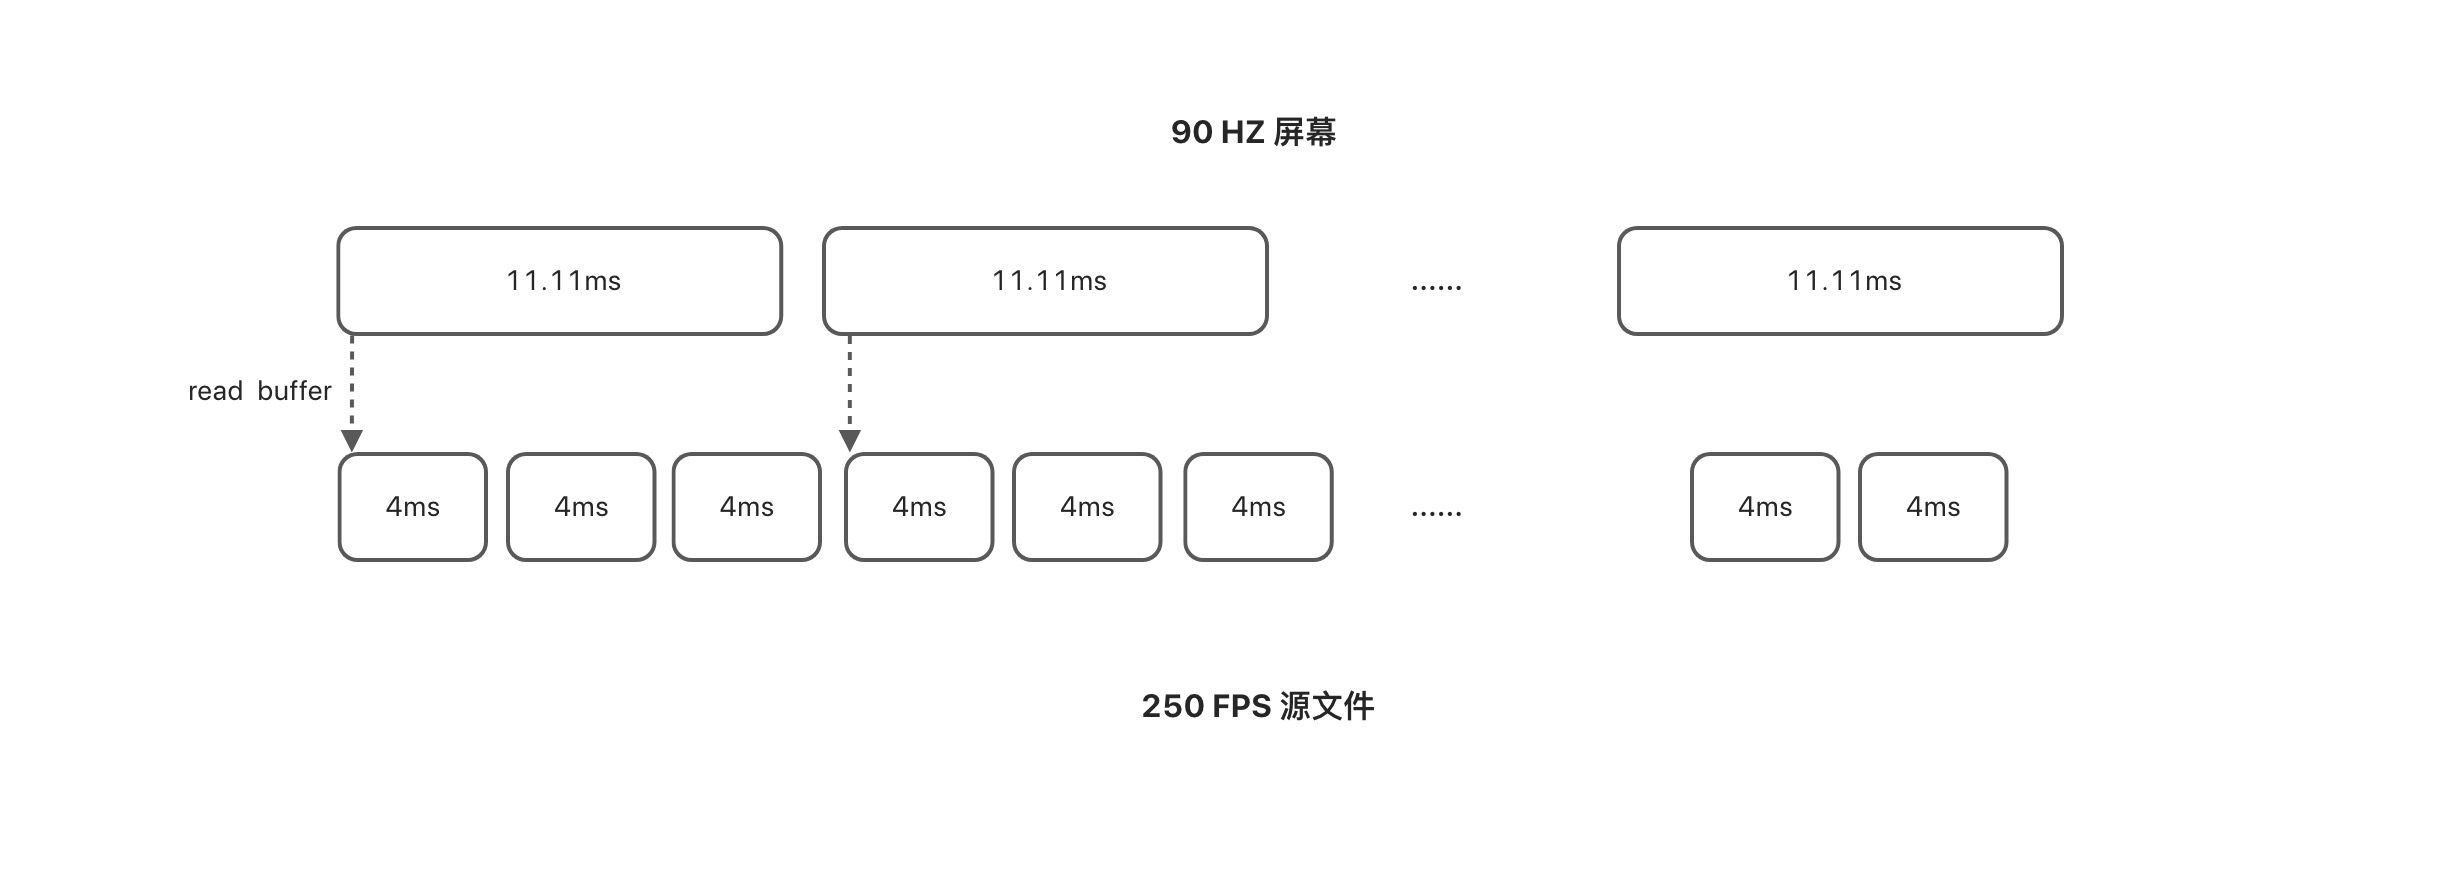 90 HZ 屏幕
11.11ms
11.11ms
......
11.11ms
read buffer
4ms
4ms
4ms
4ms
4ms
4ms
......
4ms
4ms
250 FPS 源文件